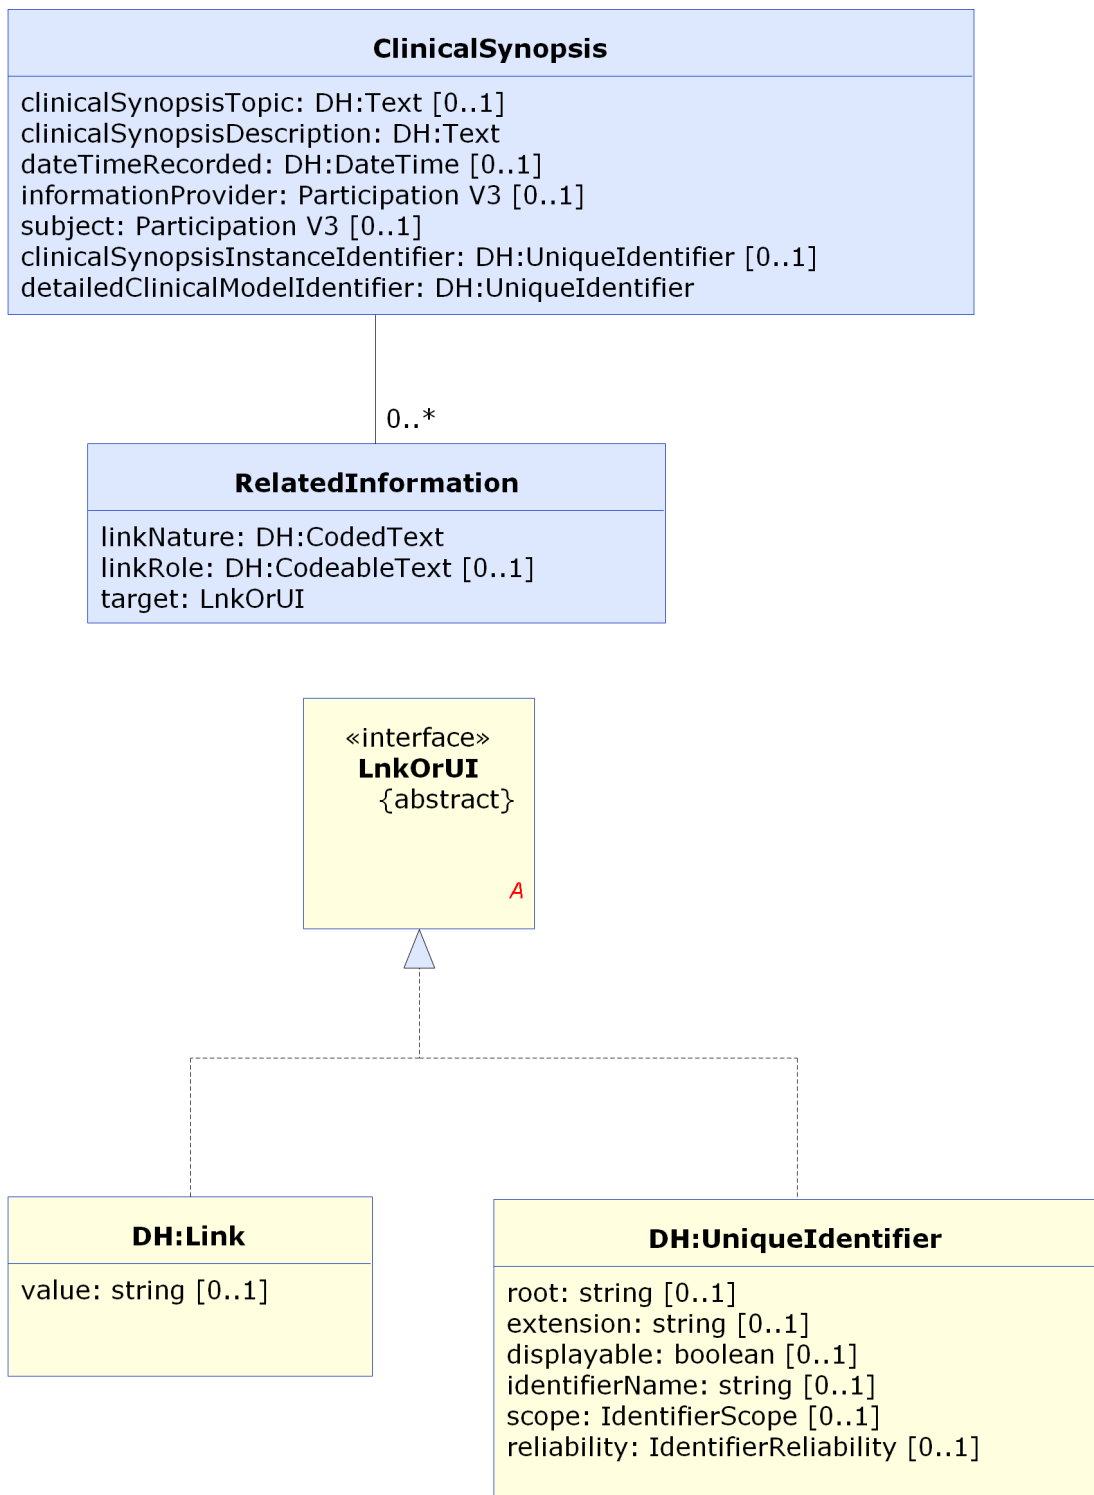 ClinicalSynopsis
clinicalSynopsisTopic: DH:Text [0..1]
clinicalSynopsisDescription: DH:Text
dateTimeRecorded: DH:DateTime [0..1]
informationProvider: Participation V3 [0..1]
subject: Participation V3 [0..1]
clinicalSynopsisInstanceIdentifier: DH:UniqueIdentifier [0..1]
detailedClinicalModelIdentifier: DH:UniqueIdentifier
0..*
RelatedInformation
linkNature: DH:CodedText
linkRole: DH:CodeableText [0..1]
target: LnkOrUI
«interface»
LnkOrUI
{abstract}
A
DH:Link
value: string [0..1]
DH:UniqueIdentifier
root: string [0..1]
extension: string [0..1]
displayable: boolean [0..1]
identifierName: string [0..1]
scope: IdentifierScope [0..1]
reliability: IdentifierReliability [0..1]